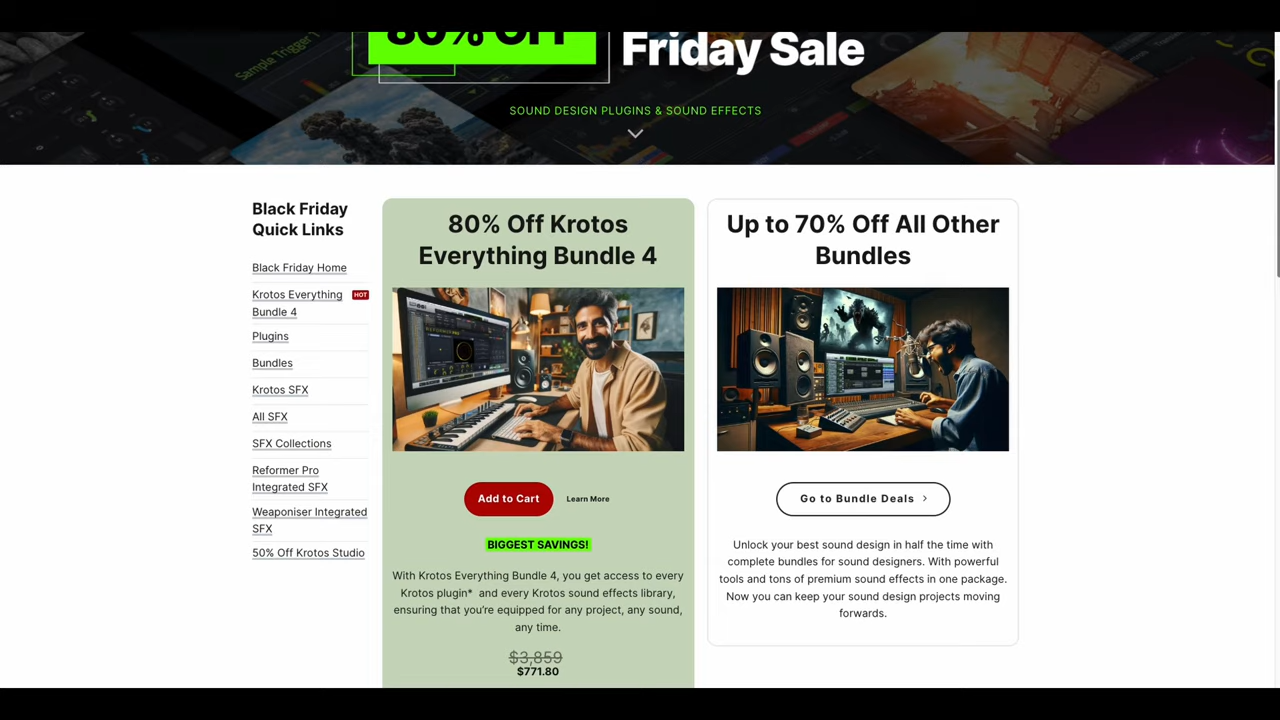 80% OFF
Friday Sale
SOUND DESIGN PLUGINS & SOUND EFFECTS
Black Friday
Quick Links
Black Friday Home
Krotos Everything HOT
Bundle 4
Plugins
Bundles
Krotos SFX
All SFX
SFX Collections
Reformer Pro
Integrated SFX
Weaponiser Integrated
SFX
50% Off Krotos Studio
80% Off Krotos
Everything Bundle 4
Add to Cart
Learn More
BIGGEST SAVINGS!
With Krotos Everything Bundle 4, you get access to every
Krotos plugin* and every Krotos sound effects library,
ensuring that you're equipped for any project, any sound,
any time.
$3,859
$771.80
Up to 70% Off All Other
Bundles
Go to Bundle Deals >
Unlock your best sound design in half the time with
complete bundles for sound designers. With powerful
tools and tons of premium sound effects in one package.
Now you can keep your sound design projects moving
forwards.
Sample Trigger 1